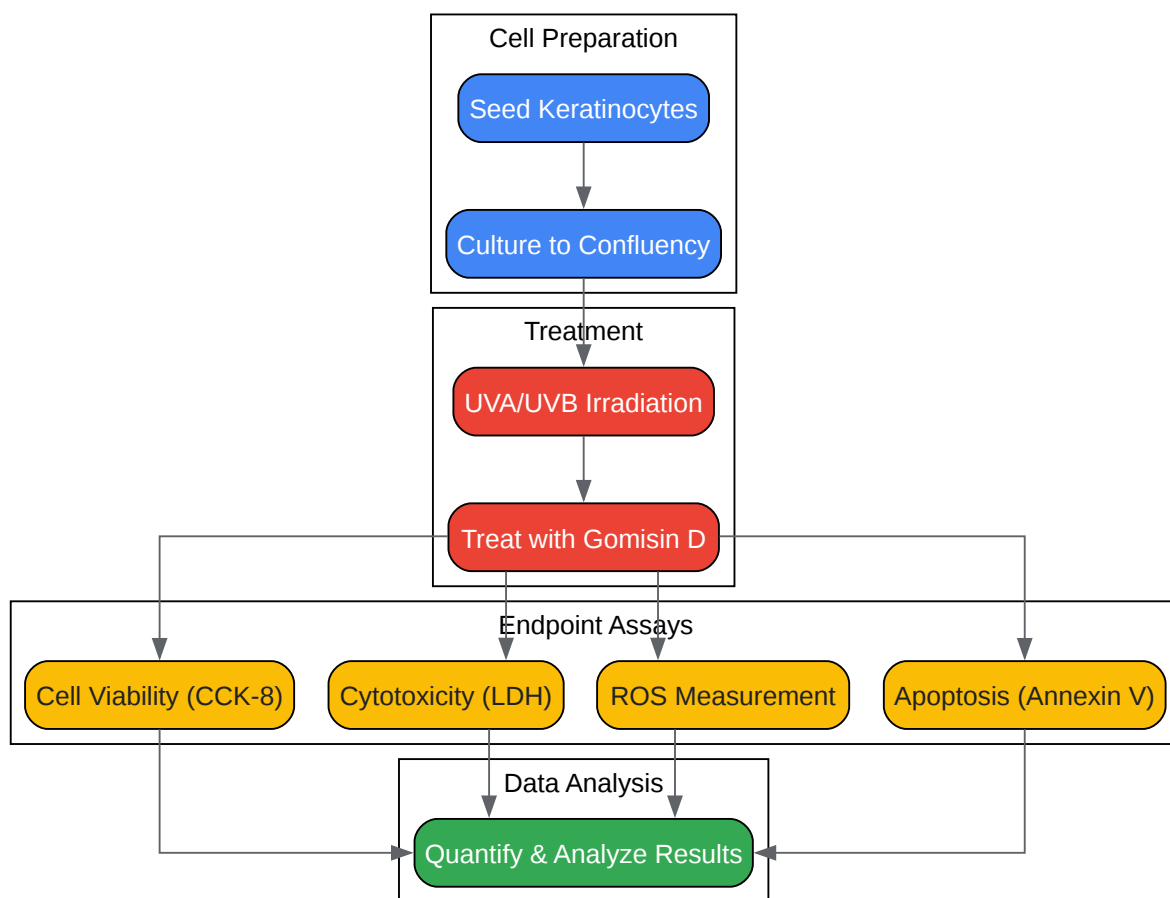 Cell Preparation
Seed Keratinocytes
Culture to Confluency
Treatment
UVA/UVB Irradiation
Treat with Gomisin D
Endpoint Assays
Cell Viability (CCK-8)
Cytotoxicity (LDH)
ROS Measurement
Apoptosis (Annexin V)
Data Analysis
Quantify & Analyze Results